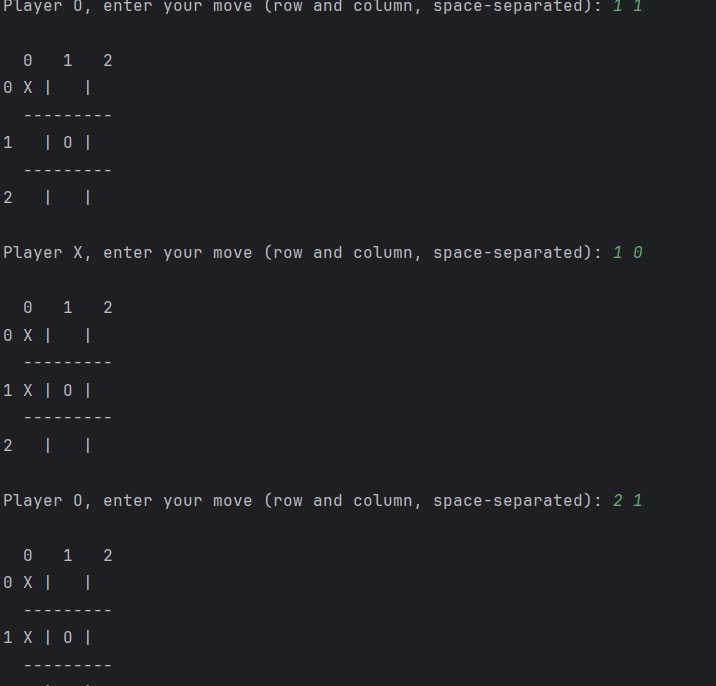 Player O, enter your move (row and column, space-separated): 1 1
  0   1   2
0 X |   |
  ---------
1   | O |
  ---------
2   |   |
Player X, enter your move (row and column, space-separated): 1 0
  0   1   2
0 X |   |
  ---------
1 X | O |
  ---------
2   |   |
Player O, enter your move (row and column, space-separated): 2 1
  0   1   2
0 X |   |
  ---------
1 X | O |
  ---------